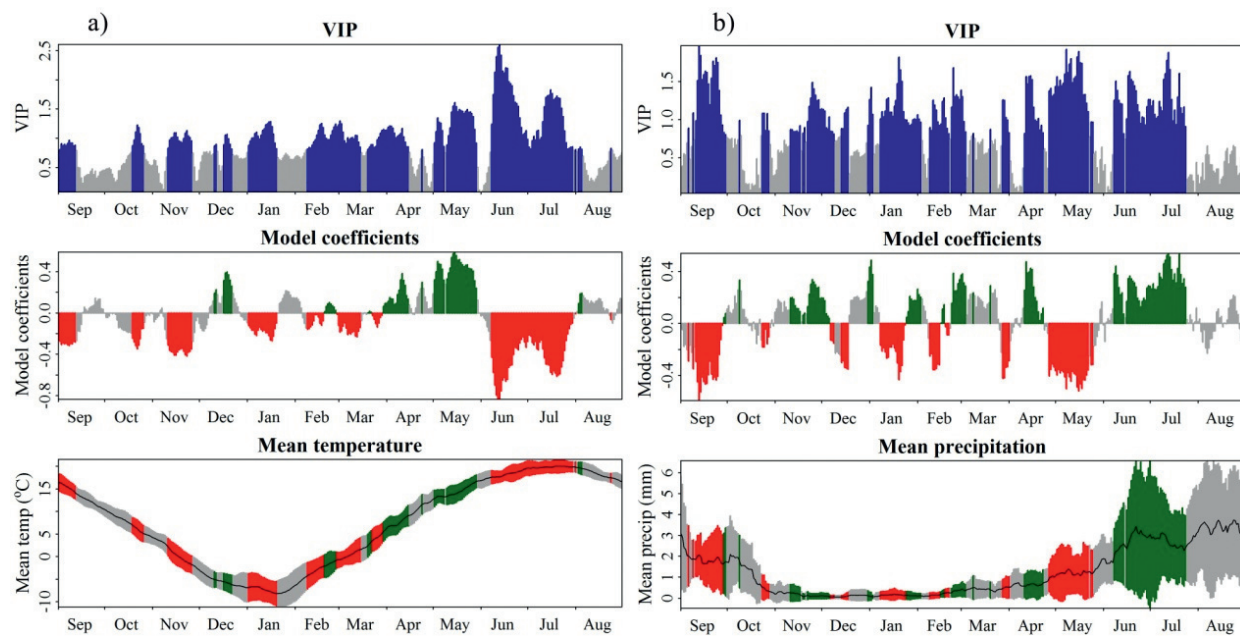 a)
VIP
VIP
2.5
1.5
0.5
Sep Oct Nov Dec Jan Feb Mar Apr May Jun Jul Aug
Model coefficients
Model coefficients
0.4
0.0
-0.4
-0.8
Sep Oct Nov Dec Jan Feb Mar Apr May Jun Jul Aug
Mean temperature
Mean temp (°C)
15
5
0
-10
Sep Oct Nov Dec Jan Feb Mar Apr May Jun Jul Aug
b)
VIP
VIP
1.5
1.0
0.5
Sep Oct Nov Dec Jan Feb Mar Apr May Jun Jul Aug
Model coefficients
Model coefficients
0.4
0.0
-0.4
Sep Oct Nov Dec Jan Feb Mar Apr May Jun Jul Aug
Mean precipitation
Mean precip (mm)
6
5
4
3
2
1
0
Sep Oct Nov Dec Jan Feb Mar Apr May Jun Jul Aug